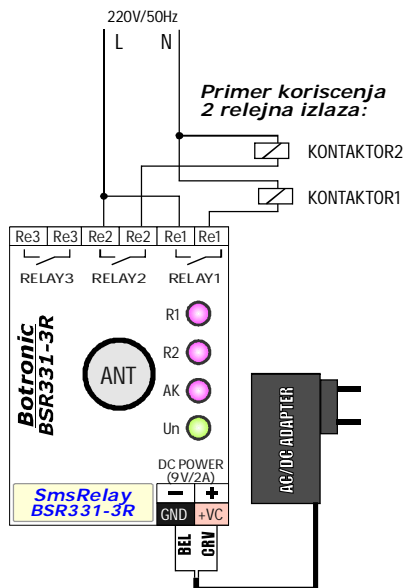 220V/50Hz
L N
Primer koriscenja
2 relejna izlaza:
KONTAKTOR2
KONTAKTOR1
Re3 Re3 Re2 Re2 Re1 Re1
RELAY3 RELAY2 RELAY1
R1
R2
AK
Un
ANT
Botronic
BSR331-3R
AC/DC ADAPTER
DC POWER
(9V/2A)
− +
GND +VC
SmsRelay
BSR331-3R
BEL CRV